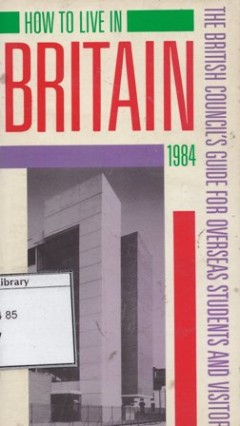 HOW TO LIVE IN
BRITAIN
1984
THE BRITISH COUNCIL'S GUIDE FOR OVERSEAS STUDENTS AND VISITOR
Library
85